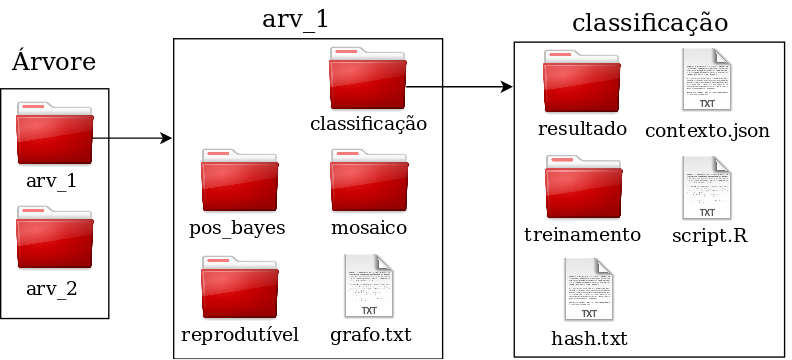 Árvore
arv_1
arv_2
arv_1
classificação
pos_bayes
mosaico
reprodutível
TXT
grafo.txt
classificação
resultado
TXT
contexto.json
treinamento
TXT
script.R
TXT
hash.txt